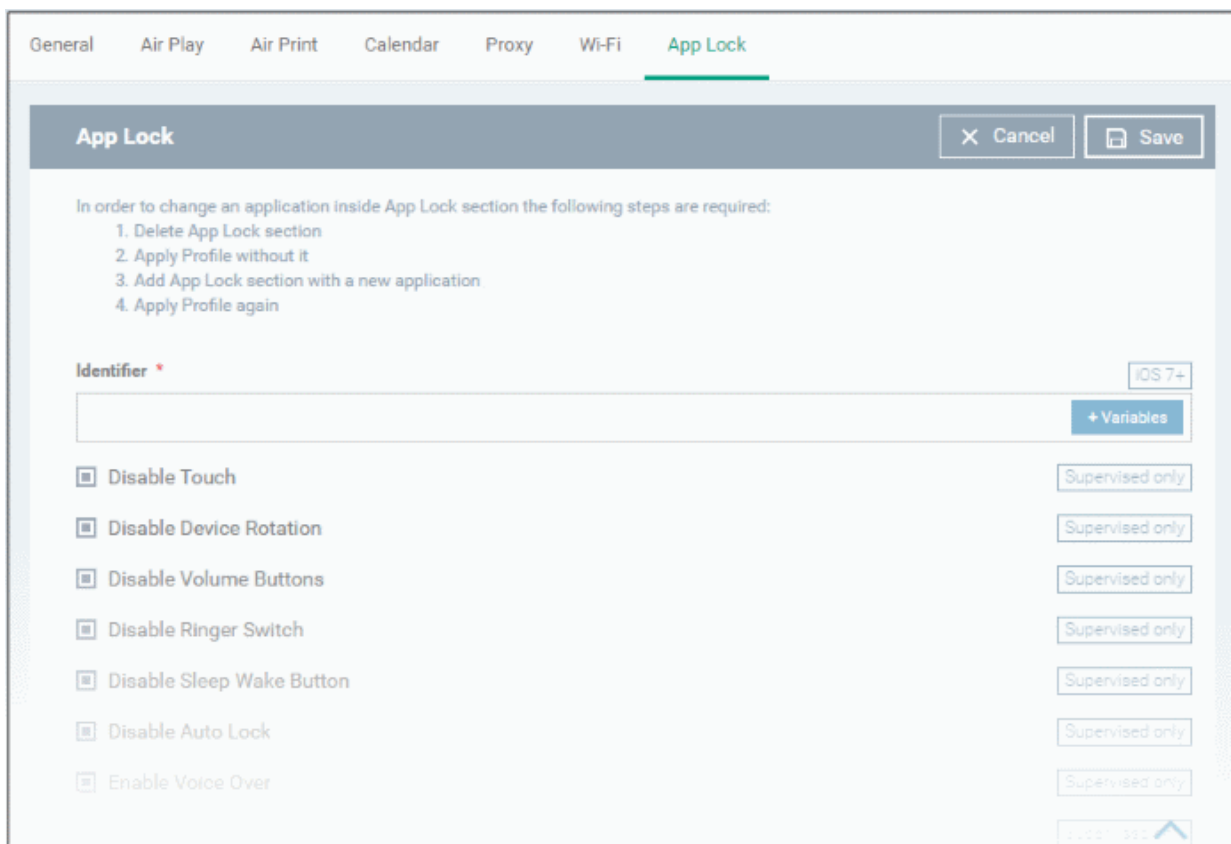 General Air Play Air Print Calendar Proxy Wi-Fi App Lock
App Lock Cancel Save
In order to change an application inside App Lock section the following steps are required:
1. Delete App Lock section
2. Apply Profile without it
3. Add App Lock section with a new application
4. Apply Profile again
Identifier * iOS 7+
+ Variables
Disable Touch Supervised only
Disable Device Rotation Supervised only
Disable Volume Buttons Supervised only
Disable Ringer Switch Supervised only
Disable Sleep Wake Button Supervised only
Disable Auto Lock Supervised only
Enable Voice Over Supervised only